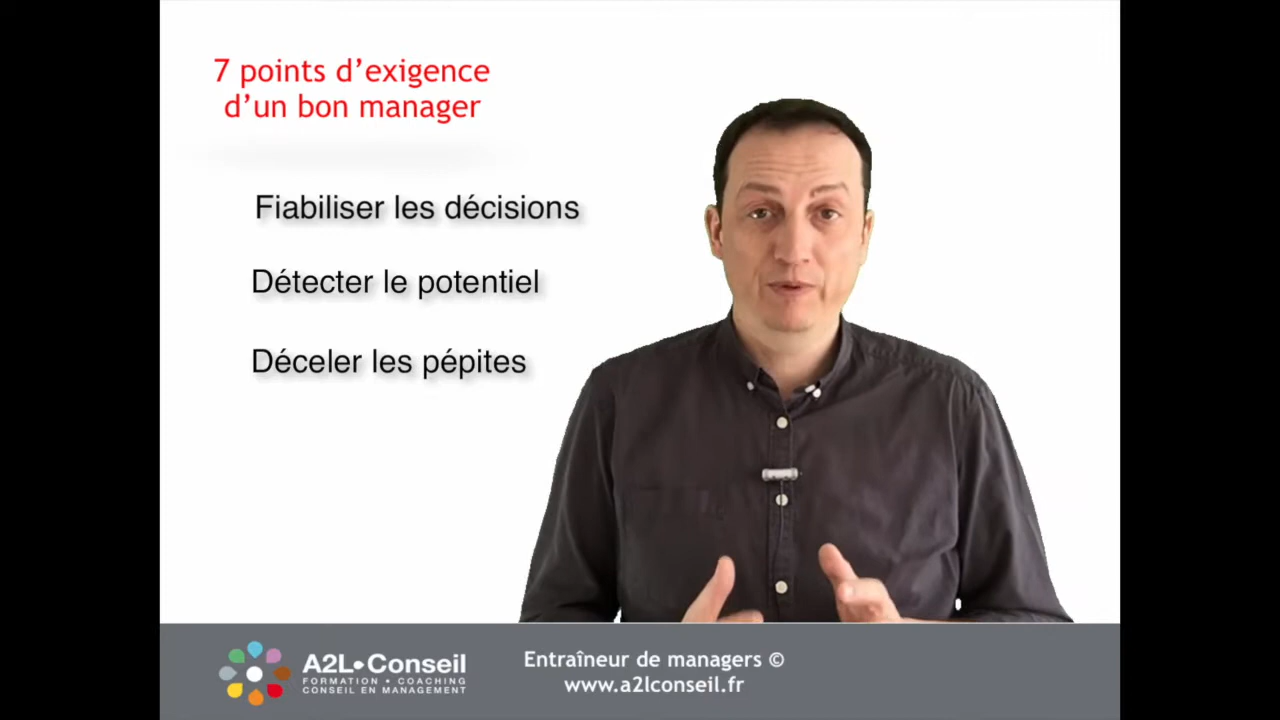 7 points d’exigence
d’un bon manager
Fiabiliser les décisions
Détecter le potentiel
Déceler les pépites
A2L•Conseil
FORMATION • COACHING
CONSEIL EN MANAGEMENT
Entraîneur de managers ©
www.a2lconseil.fr